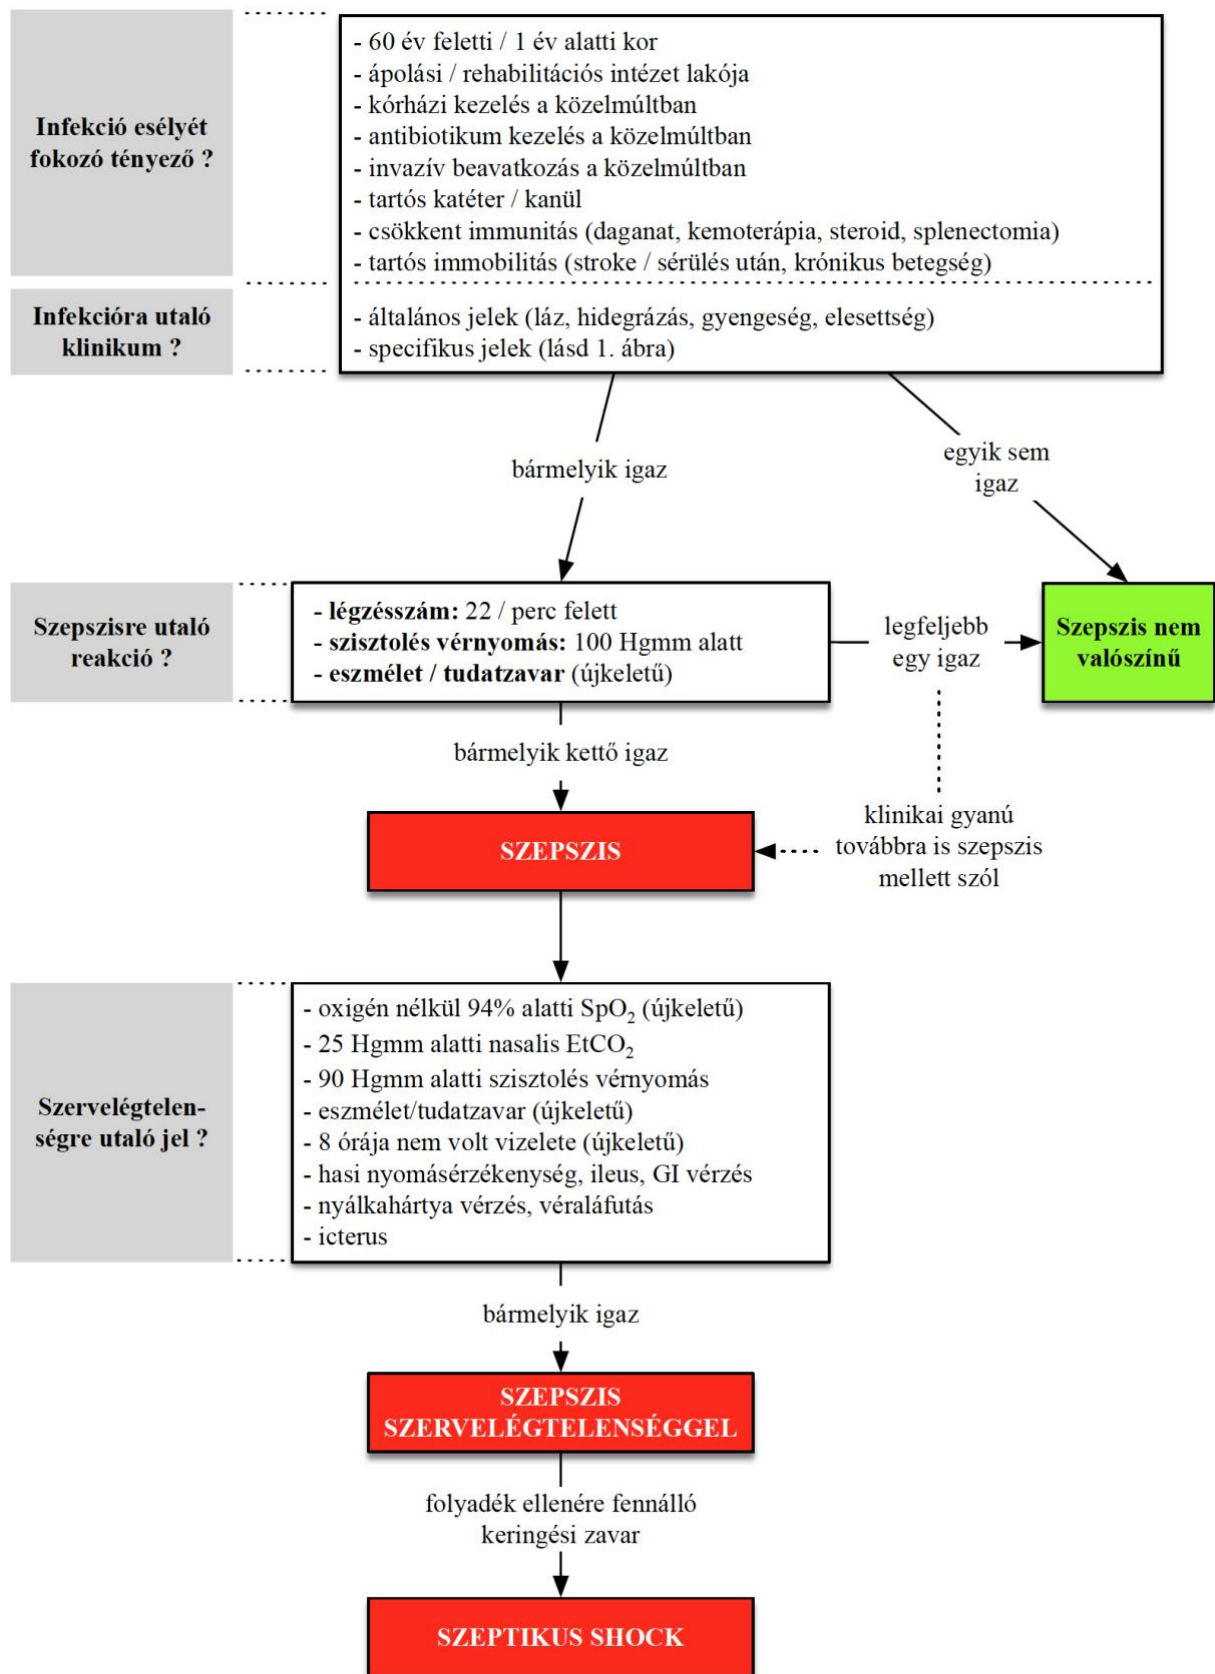 Infekció esélyét
fokozó tényező ?
- 60 év feletti / 1 év alatti kor
- ápolási / rehabilitációs intézet lakója
- kórházi kezelés a közelmúltban
- antibiotikum kezelés a közelmúltban
- invazív beavatkozás a közelmúltban
- tartós katéter / kanül
- csökkent immunitás (daganat, kemoterápia, steroid, splenectomia)
- tartós immobilitás (stroke / sérülés után, krónikus betegség)
Infekcióra utaló
klinikum ?
- általános jelek (láz, hidegrázás, gyengeség, elesettség)
- specifikus jelek (lásd 1. ábra)
bármelyik igaz
egyik sem
igaz
Szepszisre utaló
reakció ?
- légzésszám: 22 / perc felett
- szisztolés vérnyomás: 100 Hgmm alatt
- eszmélet / tudatzavar (újkeletű)
legfeljebb
egy igaz
Szepszis nem
valószínű
bármelyik kettő igaz
klinikai gyanú
továbbra is szepszis
mellett szól
SZEPSZIS
Szervelégtelen-
ségre utaló jel ?
- oxigén nélkül 94% alatti SpO₂ (újkeletű)
- 25 Hgmm alatti nasalis EtCO₂
- 90 Hgmm alatti szisztolés vérnyomás
- eszmélet/tudatzavar (újkeletű)
- 8 órája nem volt vizelete (újkeletű)
- hasi nyomásérzékenység, ileus, GI vérzés
- nyálkahártya vérzés, véraláfutás
- icterus
bármelyik igaz
SZEPSZIS
SZERVELÉGTELENSÉGGEL
folyadék ellenére fennálló
keringési zavar
SZEPTIKUS SHOCK